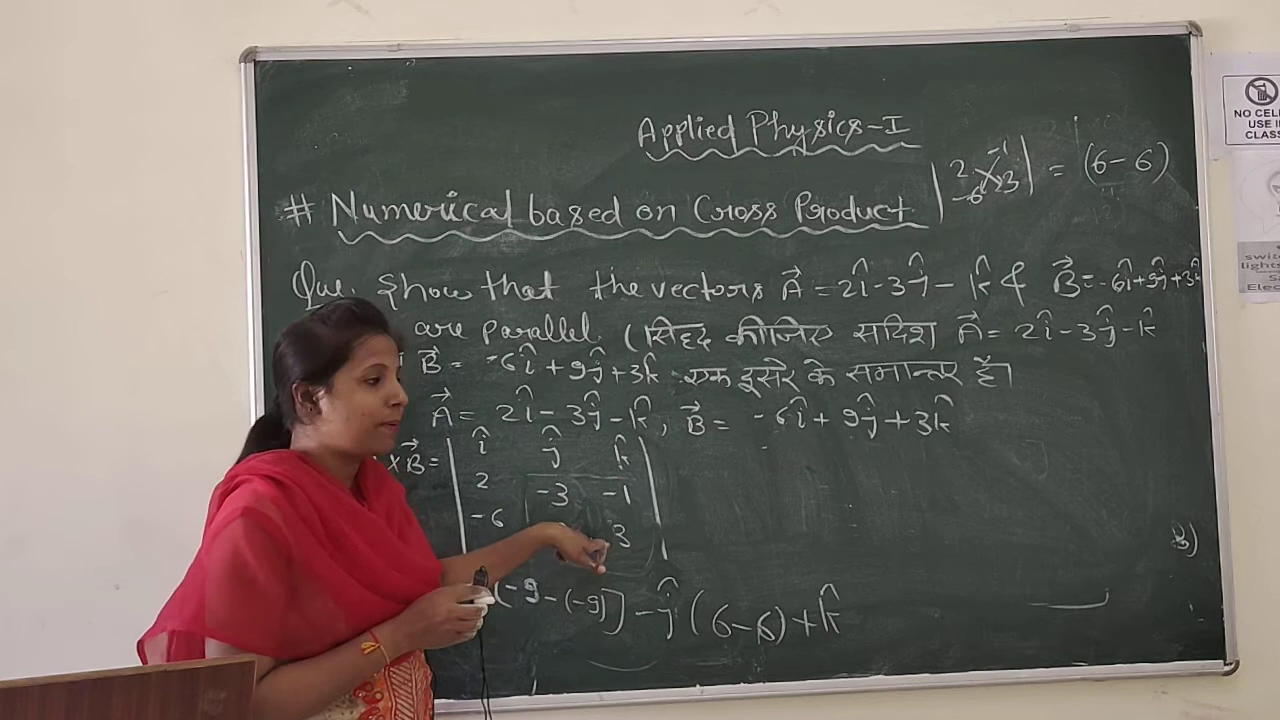 Applied Physics-I
# Numerical based on Cross Product
|2 -1 -6 3| = (6-6)
Que. Show that the vectors A⃗ = 2î-3ĵ-k̂ & B⃗ = -6î+9ĵ+3k̂
are parallel. (सिद्द कीजिए सदिश A⃗ = 2î-3ĵ-k̂
B⃗ = -6î+9ĵ+3k̂ एक दूसरे के समान्तर हैं।
A⃗ = 2î-3ĵ-k̂, B⃗ = -6î+9ĵ+3k̂
×B⃗ = | î ĵ k̂
2 -3 -1
-6 3 |
(-9-(-9)] -ĵ(6-6)+k̂
NO CELL
USE I
CLASS